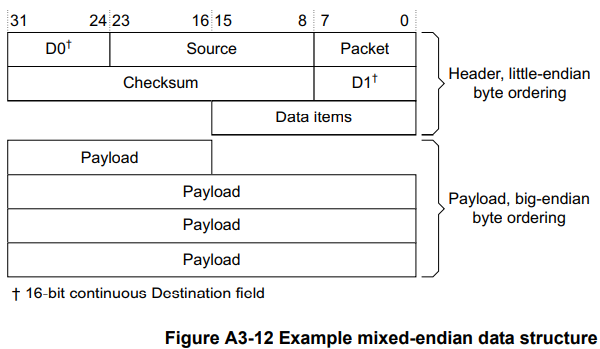 31 24 23 16 15 8 7 0
D0† Source Packet
Checksum D1†
Data items
Header, little-endian
byte ordering
Payload
Payload
Payload
Payload
Payload, big-endian
byte ordering
† 16-bit continuous Destination field
Figure A3-12 Example mixed-endian data structure